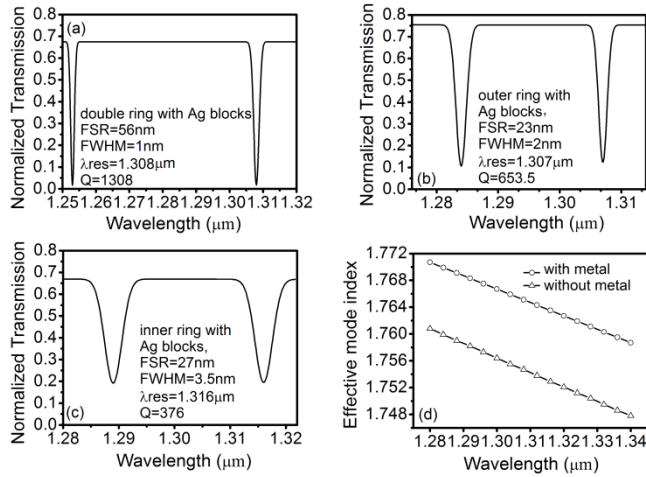 (a)
Normalized Transmission
0.8
0.7
0.6
0.5
0.4
0.3
0.2
0.1
0.0
double ring with Ag blocks
FSR=56nm
FWHM=1nm
λres=1.308μm
Q=1308
1.25 1.26 1.27 1.28 1.29 1.30 1.31 1.32
Wavelength (μm)
Normalized Transmission
0.8
0.7
0.6
0.5
0.4
0.3
0.2
0.1
0.0
outer ring with
Ag blocks,
FSR=23nm
FWHM=2nm
λres=1.307μm
Q=653.5
(b)
1.28 1.29 1.30 1.31
Wavelength (μm)
Normalized Transmission
0.8
0.7
0.6
0.5
0.4
0.3
0.2
0.1
0.0
inner ring with
Ag blocks,
FSR=27nm
FWHM=3.5nm
λres=1.316μm
Q=376
(c)
1.28 1.29 1.30 1.31 1.32
Wavelength (μm)
Effective mode index
1.772
1.768
1.764
1.760
1.756
1.752
1.748
with metal
without metal
(d)
1.28 1.29 1.30 1.31 1.32 1.33 1.34
Wavelength (μm)